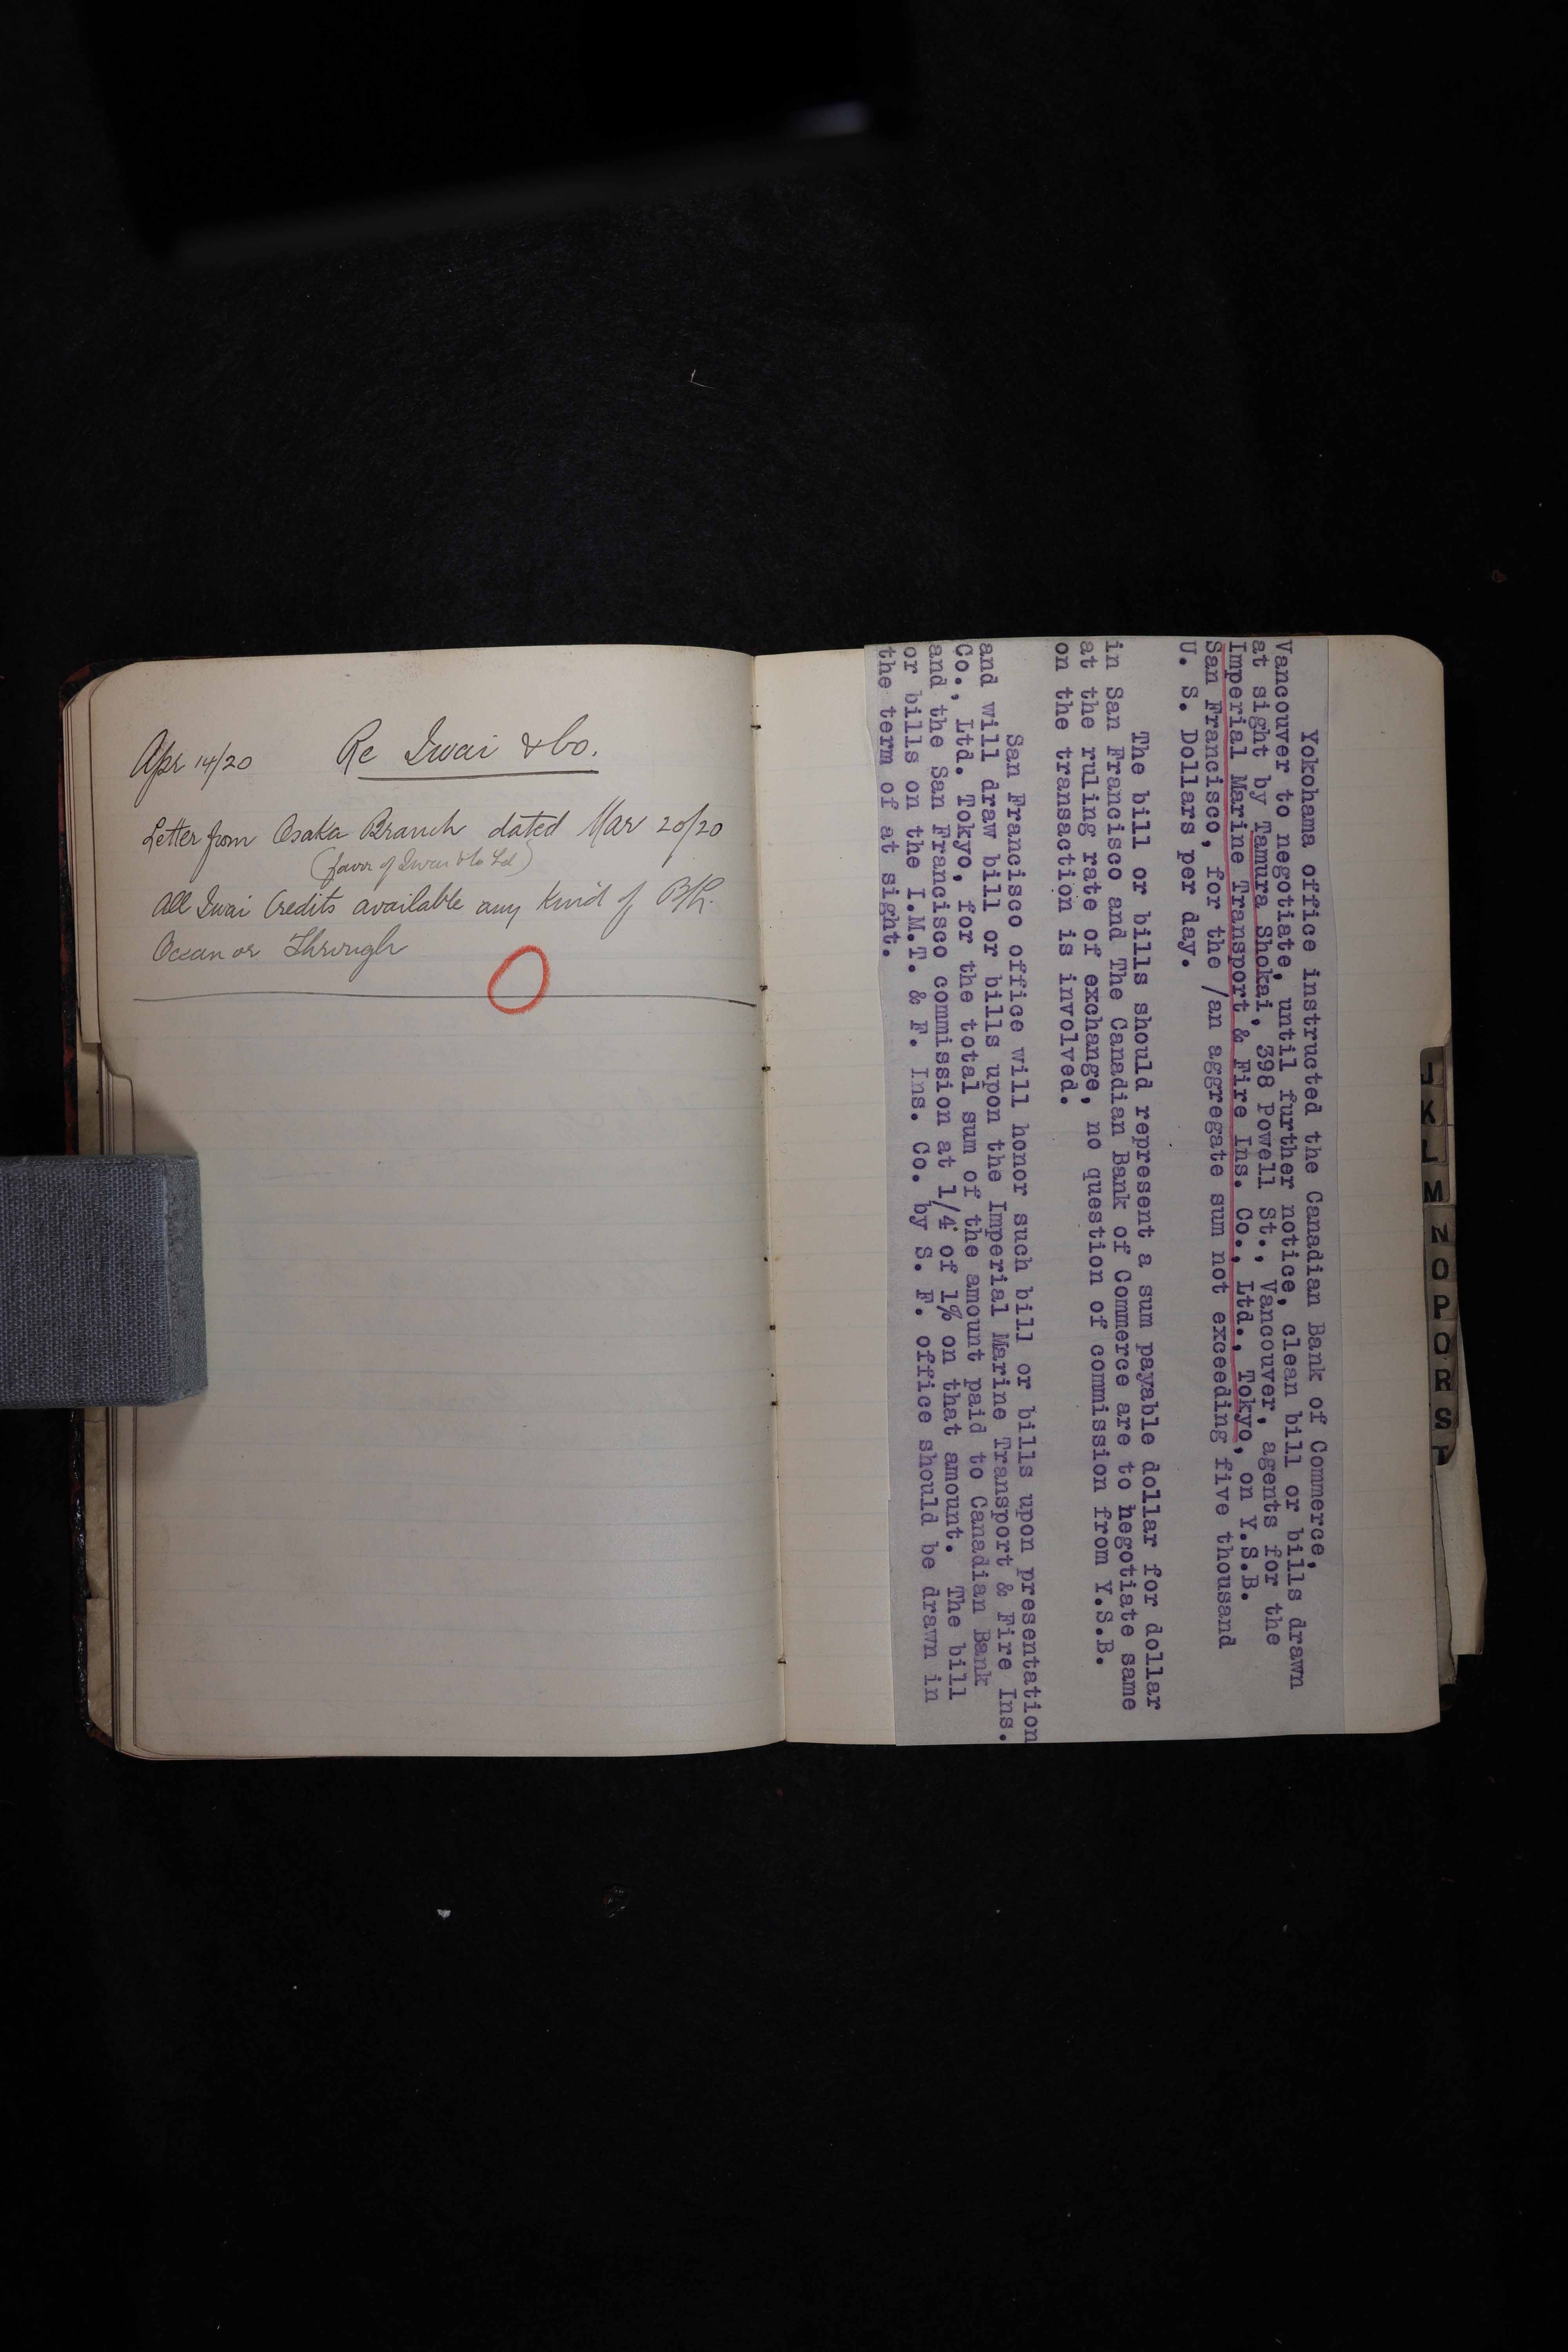 Apr 14/20 Re Iwai & Co.
Letter from Osaka Branch dated Mar 20/20
(favor of Iwai & Co Ld)
All Iwai Credits available any kind of B/L.
Ocean or Through
Yokohama office instructed the Canadian Bank of Commerce,
Vancouver to negotiate, until further notice, clean bill or bills drawn
at sight by Tamura Shokai, 398 Powell St., Vancouver, agents for the
Imperial Marine Transport & Fire Ins. Co., Ltd., Tokyo, on Y.S.B.
San Francisco, for the /an aggregate sum not exceeding five thousand
U. S. Dollars per day.
The bill or bills should represent a sum payable dollar for dollar
in San Francisco and The Canadian Bank of Commerce are to negotiate same
at the ruling rate of exchange, no question of commission from Y.S.B.
on the transaction is involved.
San Francisco office will honor such bill or bills upon presentation
and will draw bill or bills upon the Imperial Marine Transport & Fire Ins.
Co., Ltd. Tokyo, for the total sum of the amount paid to Canadian Bank
and the San Francisco commission at 1/4 of 1% on that amount. The bill
or bills on the I.M.T. & F. Ins. Co. by S. F. office should be drawn in
the term of at sight.
J
K
L
M
N
O
P
Q
R
S
T